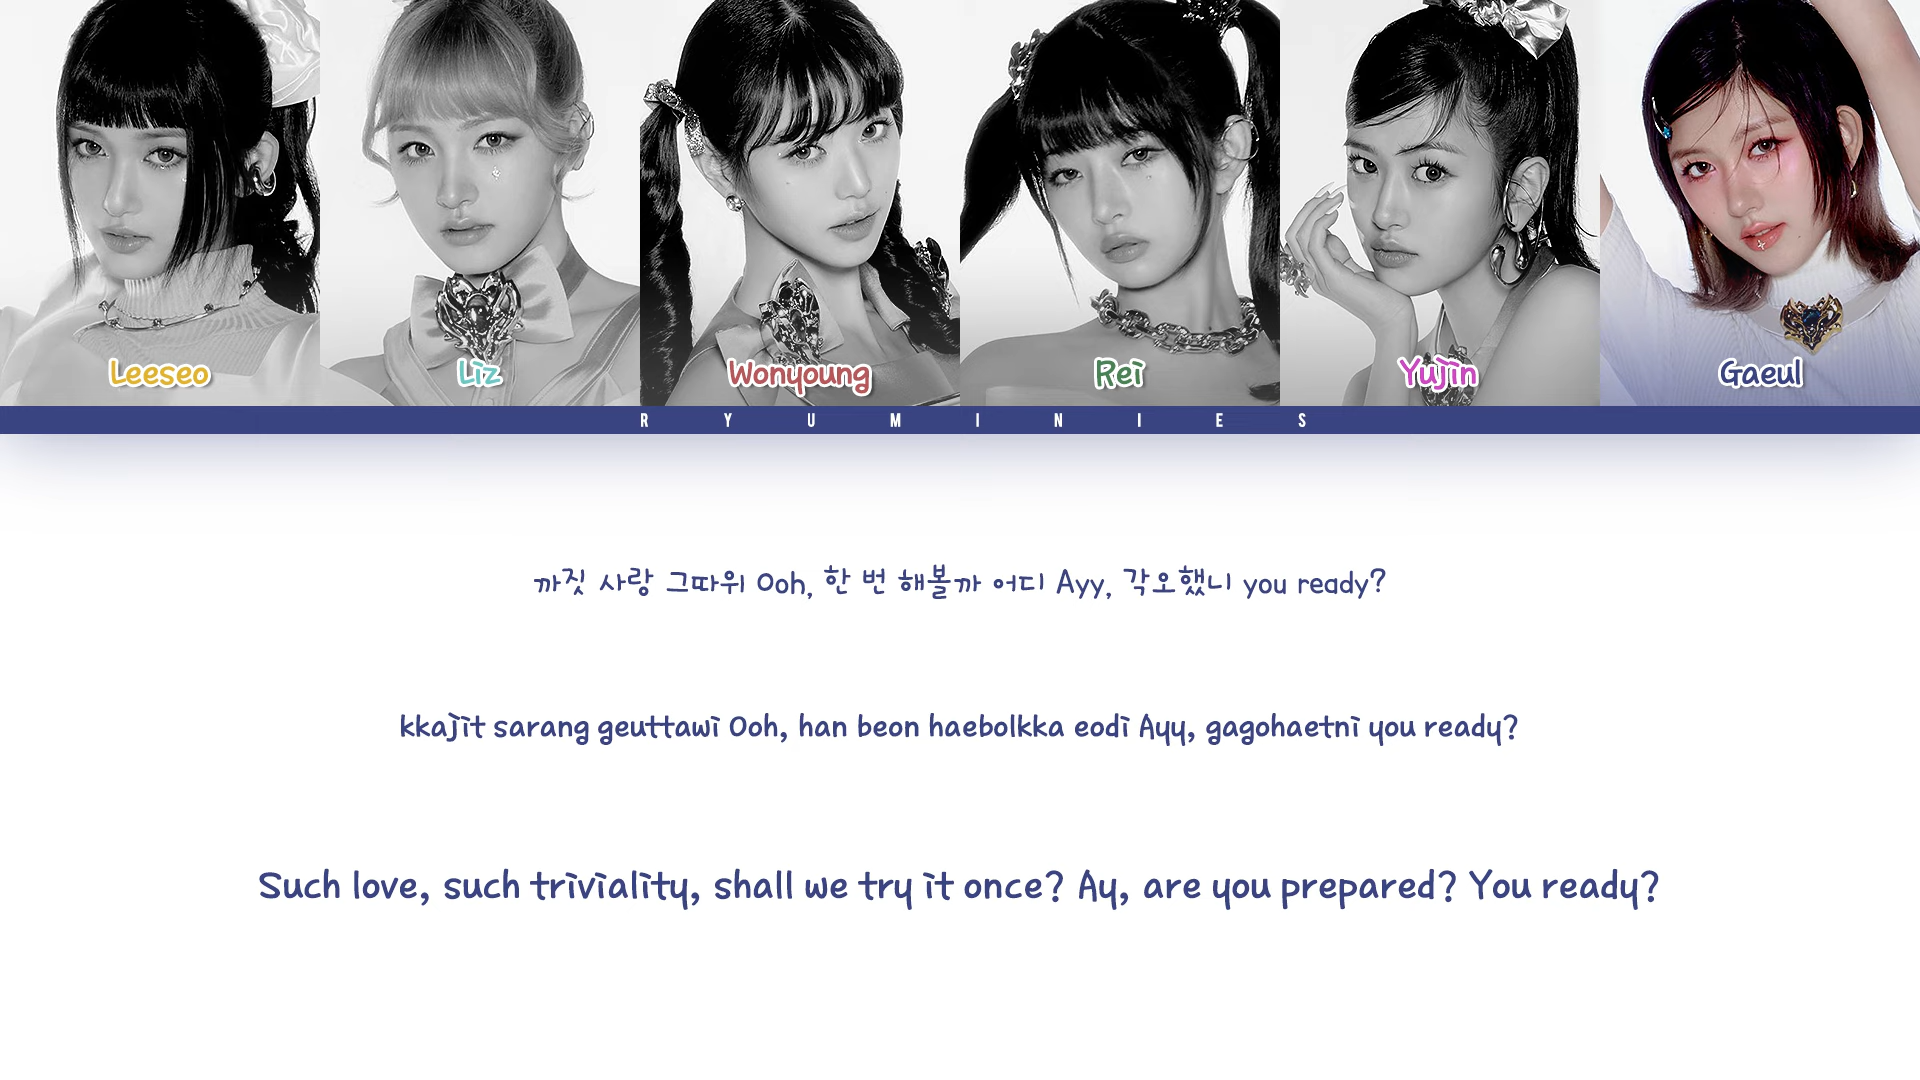 Leeseo
Liz
Wonyoung
Rei
Yujin
Gaeul
RYUMINIES
까짓 사랑 그따위 Ooh, 한 번 해볼까 어디 Ayy, 각오했니 you ready?
kkajit sarang geuttawi Ooh, han beon haebolkka eodi Ayy, gagohaetni you ready?
Such love, such triviality, shall we try it once? Ay, are you prepared? You ready?